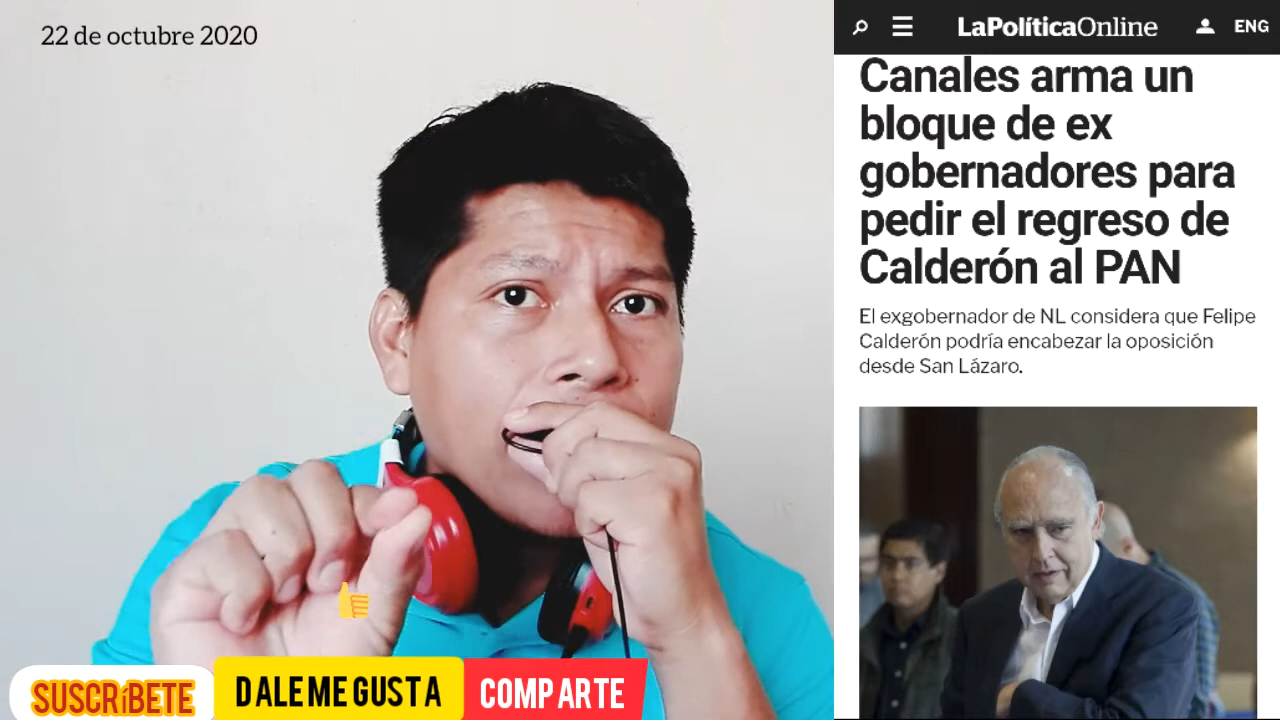 22 de octubre 2020
LaPolíticaOnline
ENG
Canales arma un
bloque de ex
gobernadores para
pedir el regreso de
Calderón al PAN
El exgobernador de NL considera que Felipe
Calderón podría encabezar la oposición
desde San Lázaro.
SUSCRíBETE
DALE ME GUSTA
COMPARTE